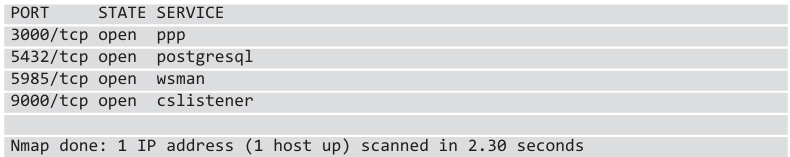 PORT     STATE SERVICE
3000/tcp open  ppp
5432/tcp open  postgresql
5985/tcp open  wsman
9000/tcp open  cslistener
Nmap done: 1 IP address (1 host up) scanned in 2.30 seconds